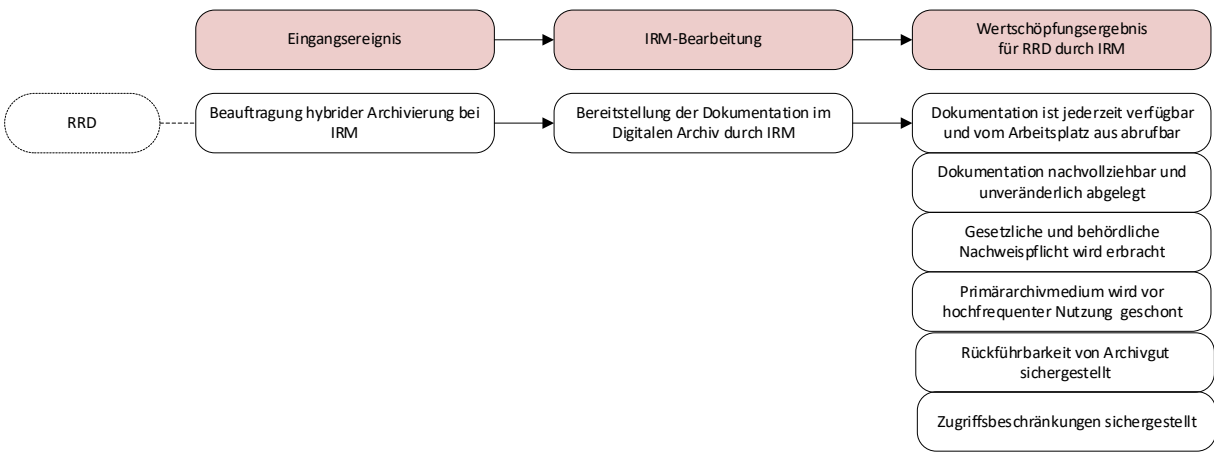 Eingangsereignis
IRM-Bearbeitung
Wertschöpfungsergebnis
für RRD durch IRM
RRD
Beauftragung hybrider Archivierung bei
IRM
Bereitstellung der Dokumentation im
Digitalen Archiv durch IRM
Dokumentation ist jederzeit verfügbar
und vom Arbeitsplatz aus abrufbar
Dokumentation nachvollziehbar und
unveränderlich abgelegt
Gesetzliche und behördliche
Nachweispflicht wird erbracht
Primärarchivmedium wird vor
hochfrequenter Nutzung geschont
Rückführbarkeit von Archivgut
sichergestellt
Zugriffsbeschränkungen sichergestellt